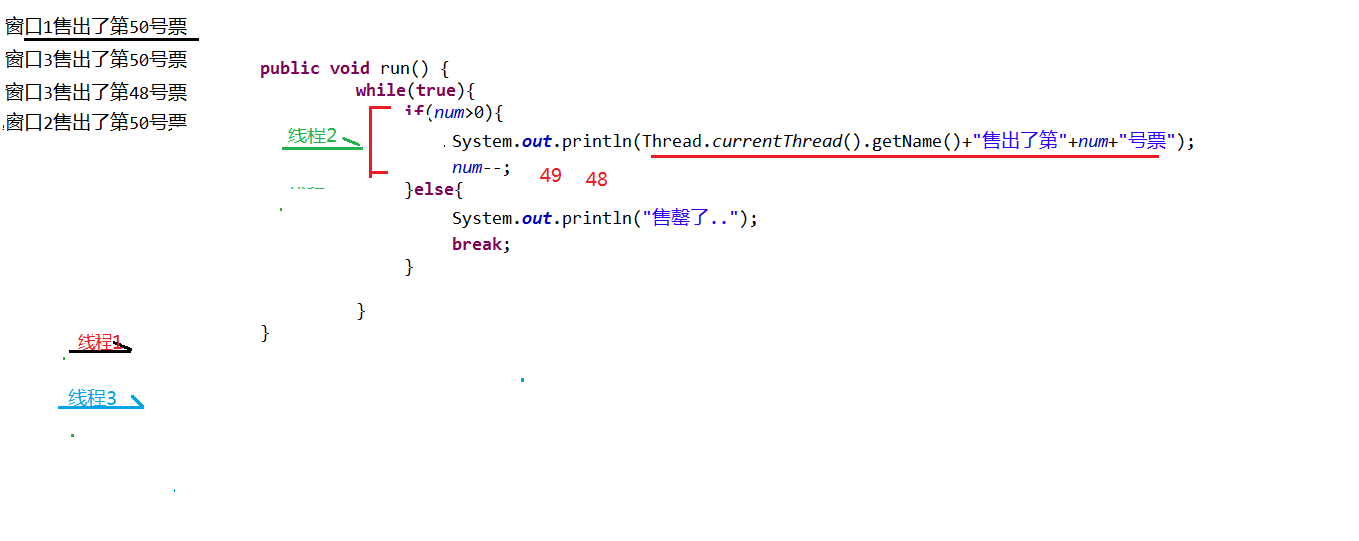 窗口1售出了第50号票
窗口3售出了第50号票
窗口3售出了第48号票
窗口2售出了第50号票
public void run() {
while(true){
if(num>0){
线程2
System.out.println(Thread.currentThread().getName()+"售出了第"+num+"号票");
num--; 49 48
}else{
System.out.println("售罄了..");
break;
}
}
}
线程1
线程3